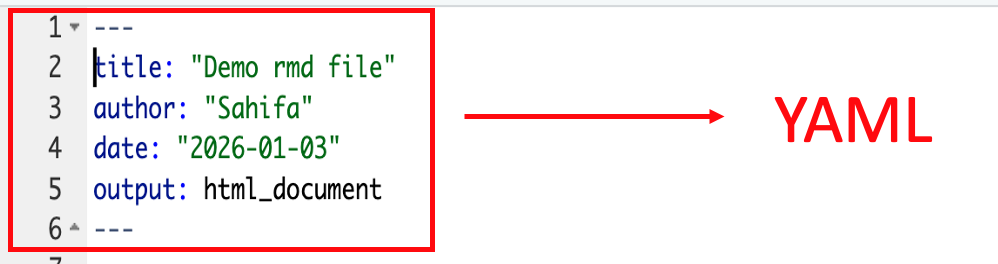 1 ---
2 title: "Demo rmd file"
3 author: "Sahifa"
4 date: "2026-01-03"
5 output: html_document
6 ---
YAML